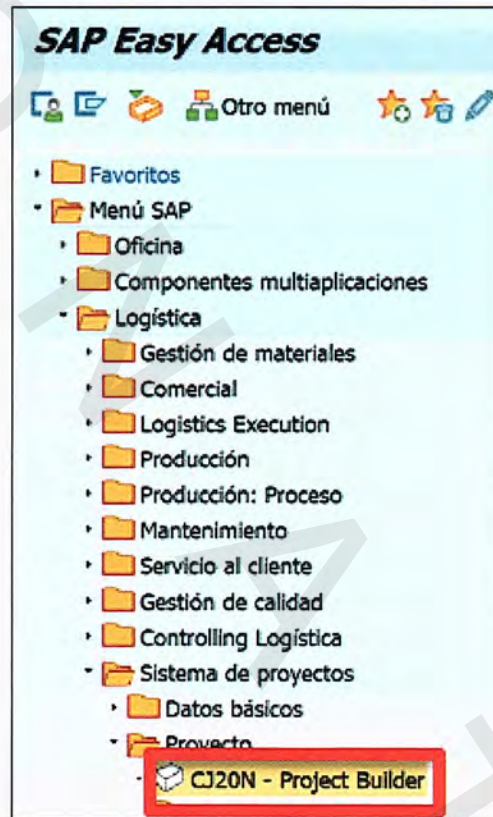 SAP Easy Access
Otro menú
Favoritos
Menú SAP
Oficina
Componentes multiaplicaciones
Logística
Gestión de materiales
Comercial
Logistics Execution
Producción
Producción: Proceso
Mantenimiento
Servicio al cliente
Gestión de calidad
Controlling Logística
Sistema de proyectos
Datos básicos
Proyecto
CJ20N - Project Builder